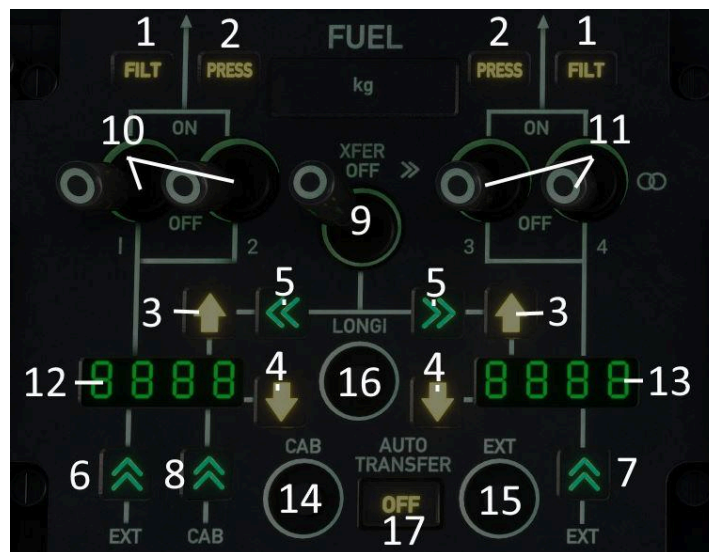 1 2 FUEL 2 1
FILT PRESS PRESS FILT
kg
10 ON XFER OFF ON 11
9
OFF OFF
1 2 3 4
3 5 5 3
LONGI
12 8888 4 16 4 8888 13
CAB AUTO TRANSFER EXT
6 8 14 OFF 15 7
17
EXT CAB EXT